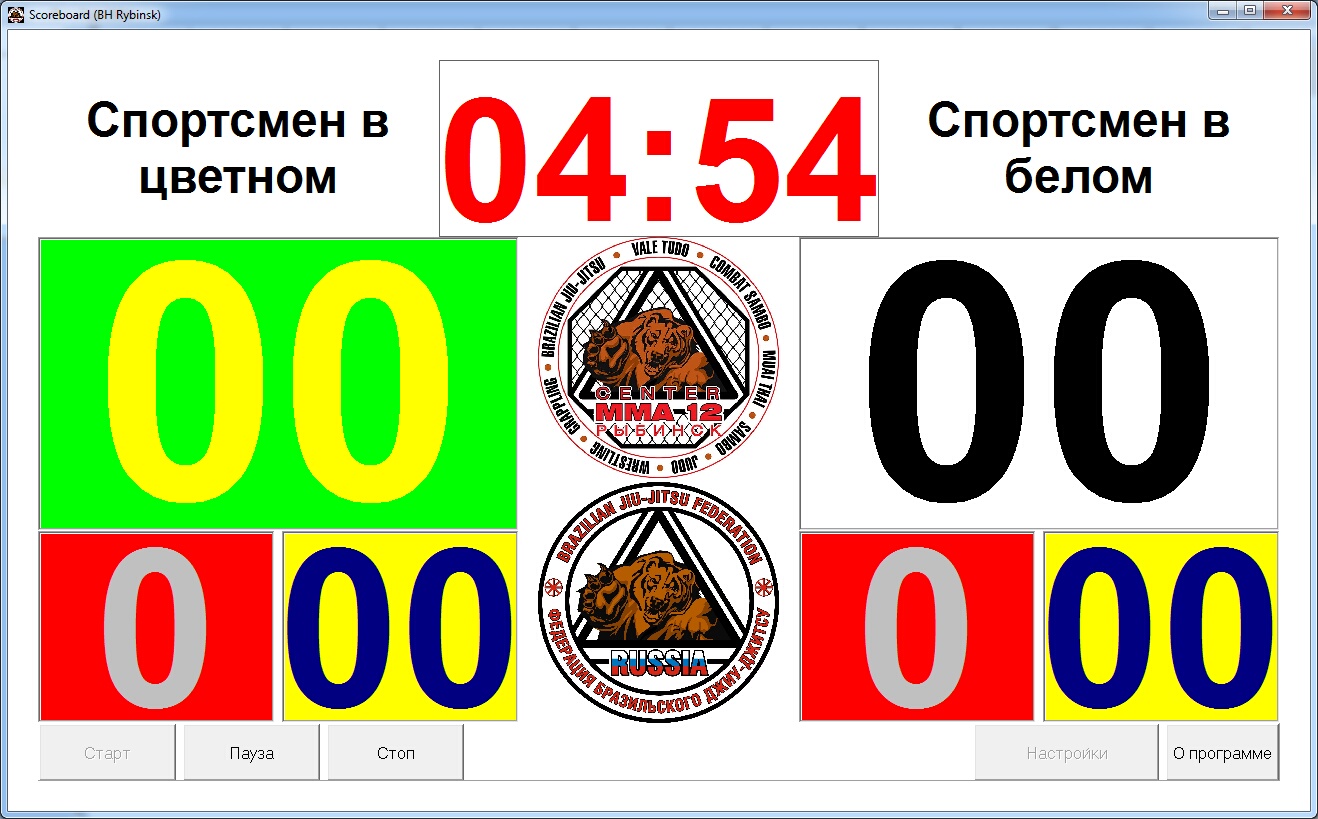 Scoreboard (BH Rybinsk)
Спортсмен в
цветном
04:54
Спортсмен в
белом
00
00
VALE TUDO • COMBAT SAMBO • MUAI THAI • SAMBO • JUDO • WRESTLING • GRAPPLING • BRAZILIAN JIU-JITSU
CENTER
MMA-12
РЫБИНСК
BRAZILIAN JIU-JITSU FEDERATION
RUSSIA
ФЕДЕРАЦИЯ БРАЗИЛЬСКОГО ДЖИУ-ДЖИТСУ
0
00
0
00
Старт
Пауза
Стоп
Настройки
О программе